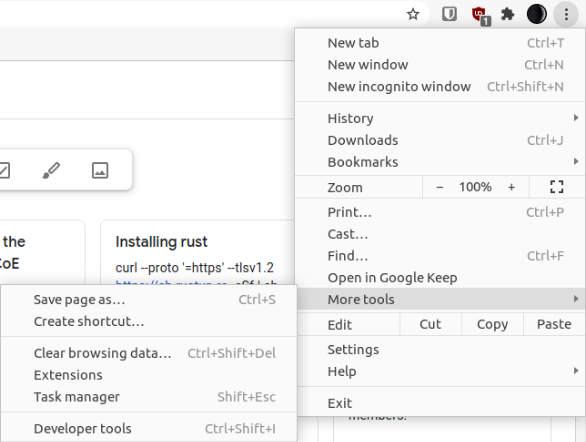 1
New tab Ctrl+T
New window Ctrl+N
New incognito window Ctrl+Shift+N
History
Downloads Ctrl+J
Bookmarks
Zoom − 100% +
Print… Ctrl+P
Cast…
Find… Ctrl+F
Open in Google Keep
More tools
Edit Cut Copy Paste
Settings
Help
Exit
the
CoE
Installing rust
curl --proto '=https' --tlsv1.2
Save page as… Ctrl+S
Create shortcut…
Clear browsing data… Ctrl+Shift+Del
Extensions
Task manager Shift+Esc
Developer tools Ctrl+Shift+I
members.